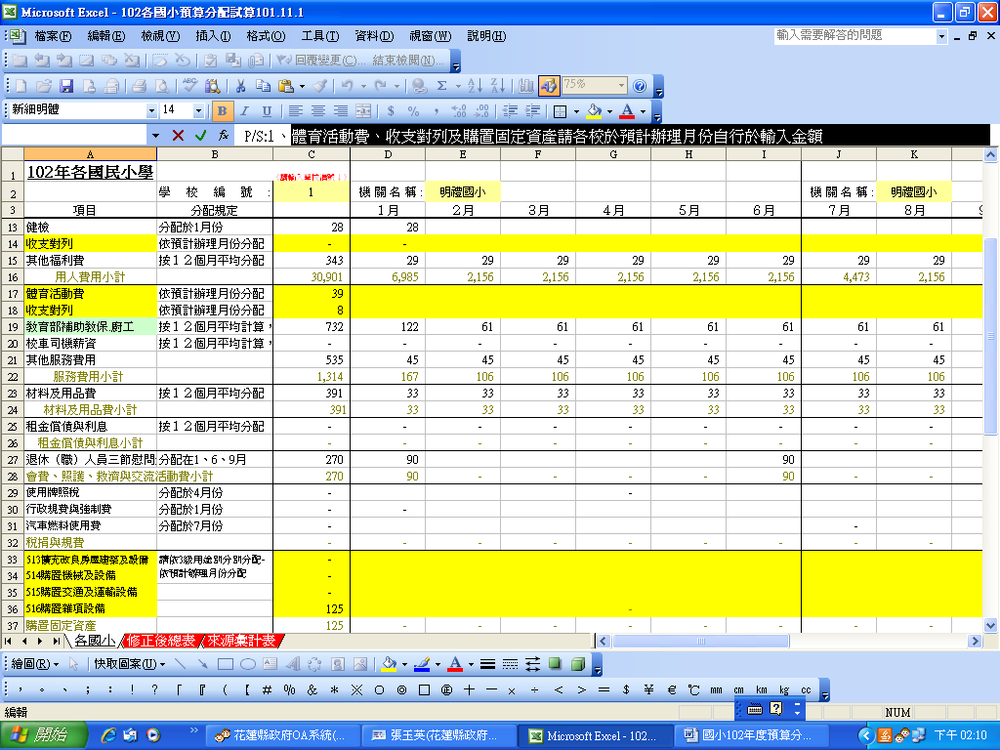 Microsoft Excel - 102各國小預算分配試算101.11.1
檔案(F) 編輯(E) 檢視(V) 插入(I) 格式(O) 工具(T) 資料(D) 視窗(W) 說明(H) 輸入需要解答的問題
回覆變更(C)... 結束檢閱(N)...
75%
新細明體 14 B I U
P/S:1、體育活動費、收支對列及購置固定資產請各校於預計辦理月份自行於輸入金額
A B C D E F G H I J K
1 102年各國民小學
2 學 校 編 號 : 1 機 關 名 稱 : 明禮國小 機 關 名 稱 : 明禮國小
3 項目 分配規定 1月 2月 3月 4月 5月 6月 7月 8月
13 健檢 分配於1月份 28 28
14 收支對列 依預計辦理月份分配 - -
15 其他福利費 按１２個月平均分配 343 29 29 29 29 29 29 29 29
16 用人費用小計 30,901 6,985 2,156 2,156 2,156 2,156 2,156 4,473 2,156
17 體育活動費 依預計辦理月份分配 39
18 收支對列 依預計辦理月份分配 8
19 教育部補助教保.廚工 按１２個月平均計算， 732 122 61 61 61 61 61 61 61
20 校車司機薪資 按１２個月平均計算， - - - - - - - - -
21 其他服務費用 535 45 45 45 45 45 45 45 45
22 服務費用小計 1,314 167 106 106 106 106 106 106 106
23 材料及用品費 按１２個月平均分配 391 33 33 33 33 33 33 33 33
24 材料及用品費小計 391 33 33 33 33 33 33 33 33
25 租金償債與利息 按１２個月平均分配 - - - - - - - - -
26 租金償債與利息小計 - - - - - - - - -
27 退休（職）人員三節慰問 分配在1、6、9月 270 90 90
28 會費、照護、救濟與交流活動費小計 270 90 - - - - 90 - -
29 使用牌照稅 分配於4月份 - -
30 行政規費與強制費 分配於1月份 - -
31 汽車燃料使用費 分配於7月份 - -
32 稅捐與規費 - - - - - - - - -
33 513擴充改良房屋建築及設備 請依3級用途別分別分配- -
34 514購置機械及設備 依預計辦理月份分配 -
35 515購置交通及運輸設備 -
36 516購置雜項設備 125 -
37 購置固定資產 125 - - - - - - - -
各國小 修正後總表 來源彙計表
繪圖(R) 快取圖案(U)
， 。 、 ； ： ！ ？ 「 『 （ 【 # % & * ※ ○ ◎ □ ㊣ ＋ － × ÷ ＜ ＞ ＝ $ ¥ € ℃ mm cm km kg cc
編輯 NUM
開始 花蓮縣政府OA系統(... 張玉英(花蓮縣政府... Microsoft Excel - 102... 國小102年度預算分... 下午 02:10